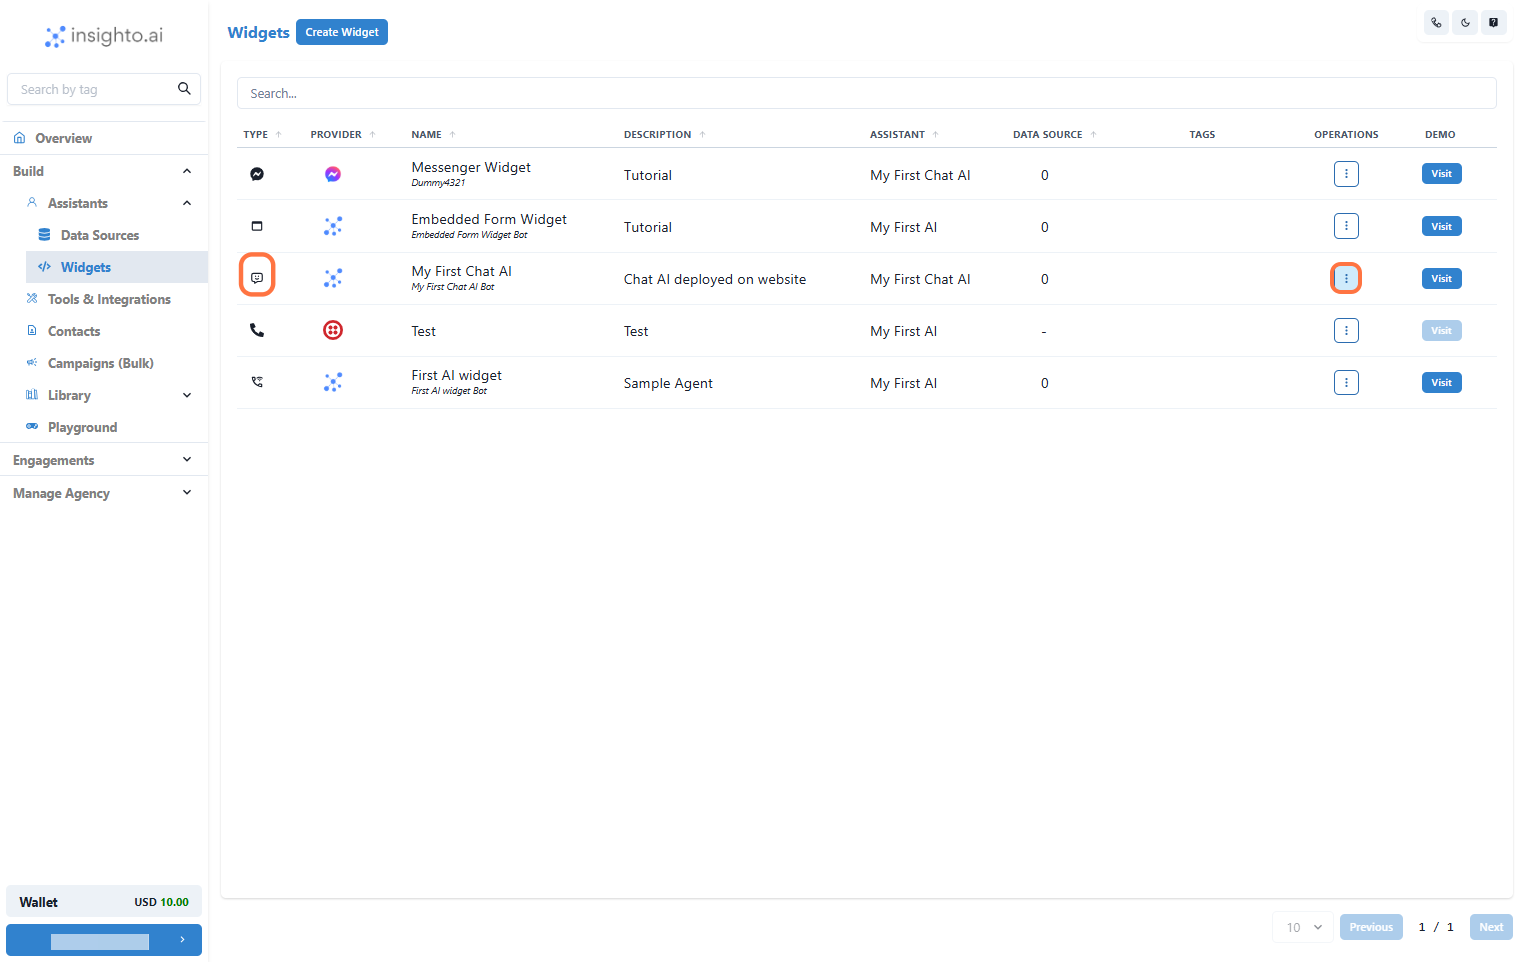 insighto.ai
Widgets Create Widget
Search by tag
Search...
Overview
Build
Assistants
Data Sources
Widgets
Tools & Integrations
Contacts
Campaigns (Bulk)
Library
Playground
Engagements
Manage Agency
TYPE PROVIDER NAME DESCRIPTION ASSISTANT DATA SOURCE TAGS OPERATIONS DEMO
Messenger Widget
Dummy4321
Tutorial My First Chat AI 0 Visit
Embedded Form Widget
Embedded Form Widget Bot
Tutorial My First AI 0 Visit
My First Chat AI
My First Chat AI Bot
Chat AI deployed on website My First Chat AI 0 Visit
Test Test My First AI - Visit
First AI widget
First AI widget Bot
Sample Agent My First AI 0 Visit
Wallet USD 10.00
10 Previous 1 / 1 Next